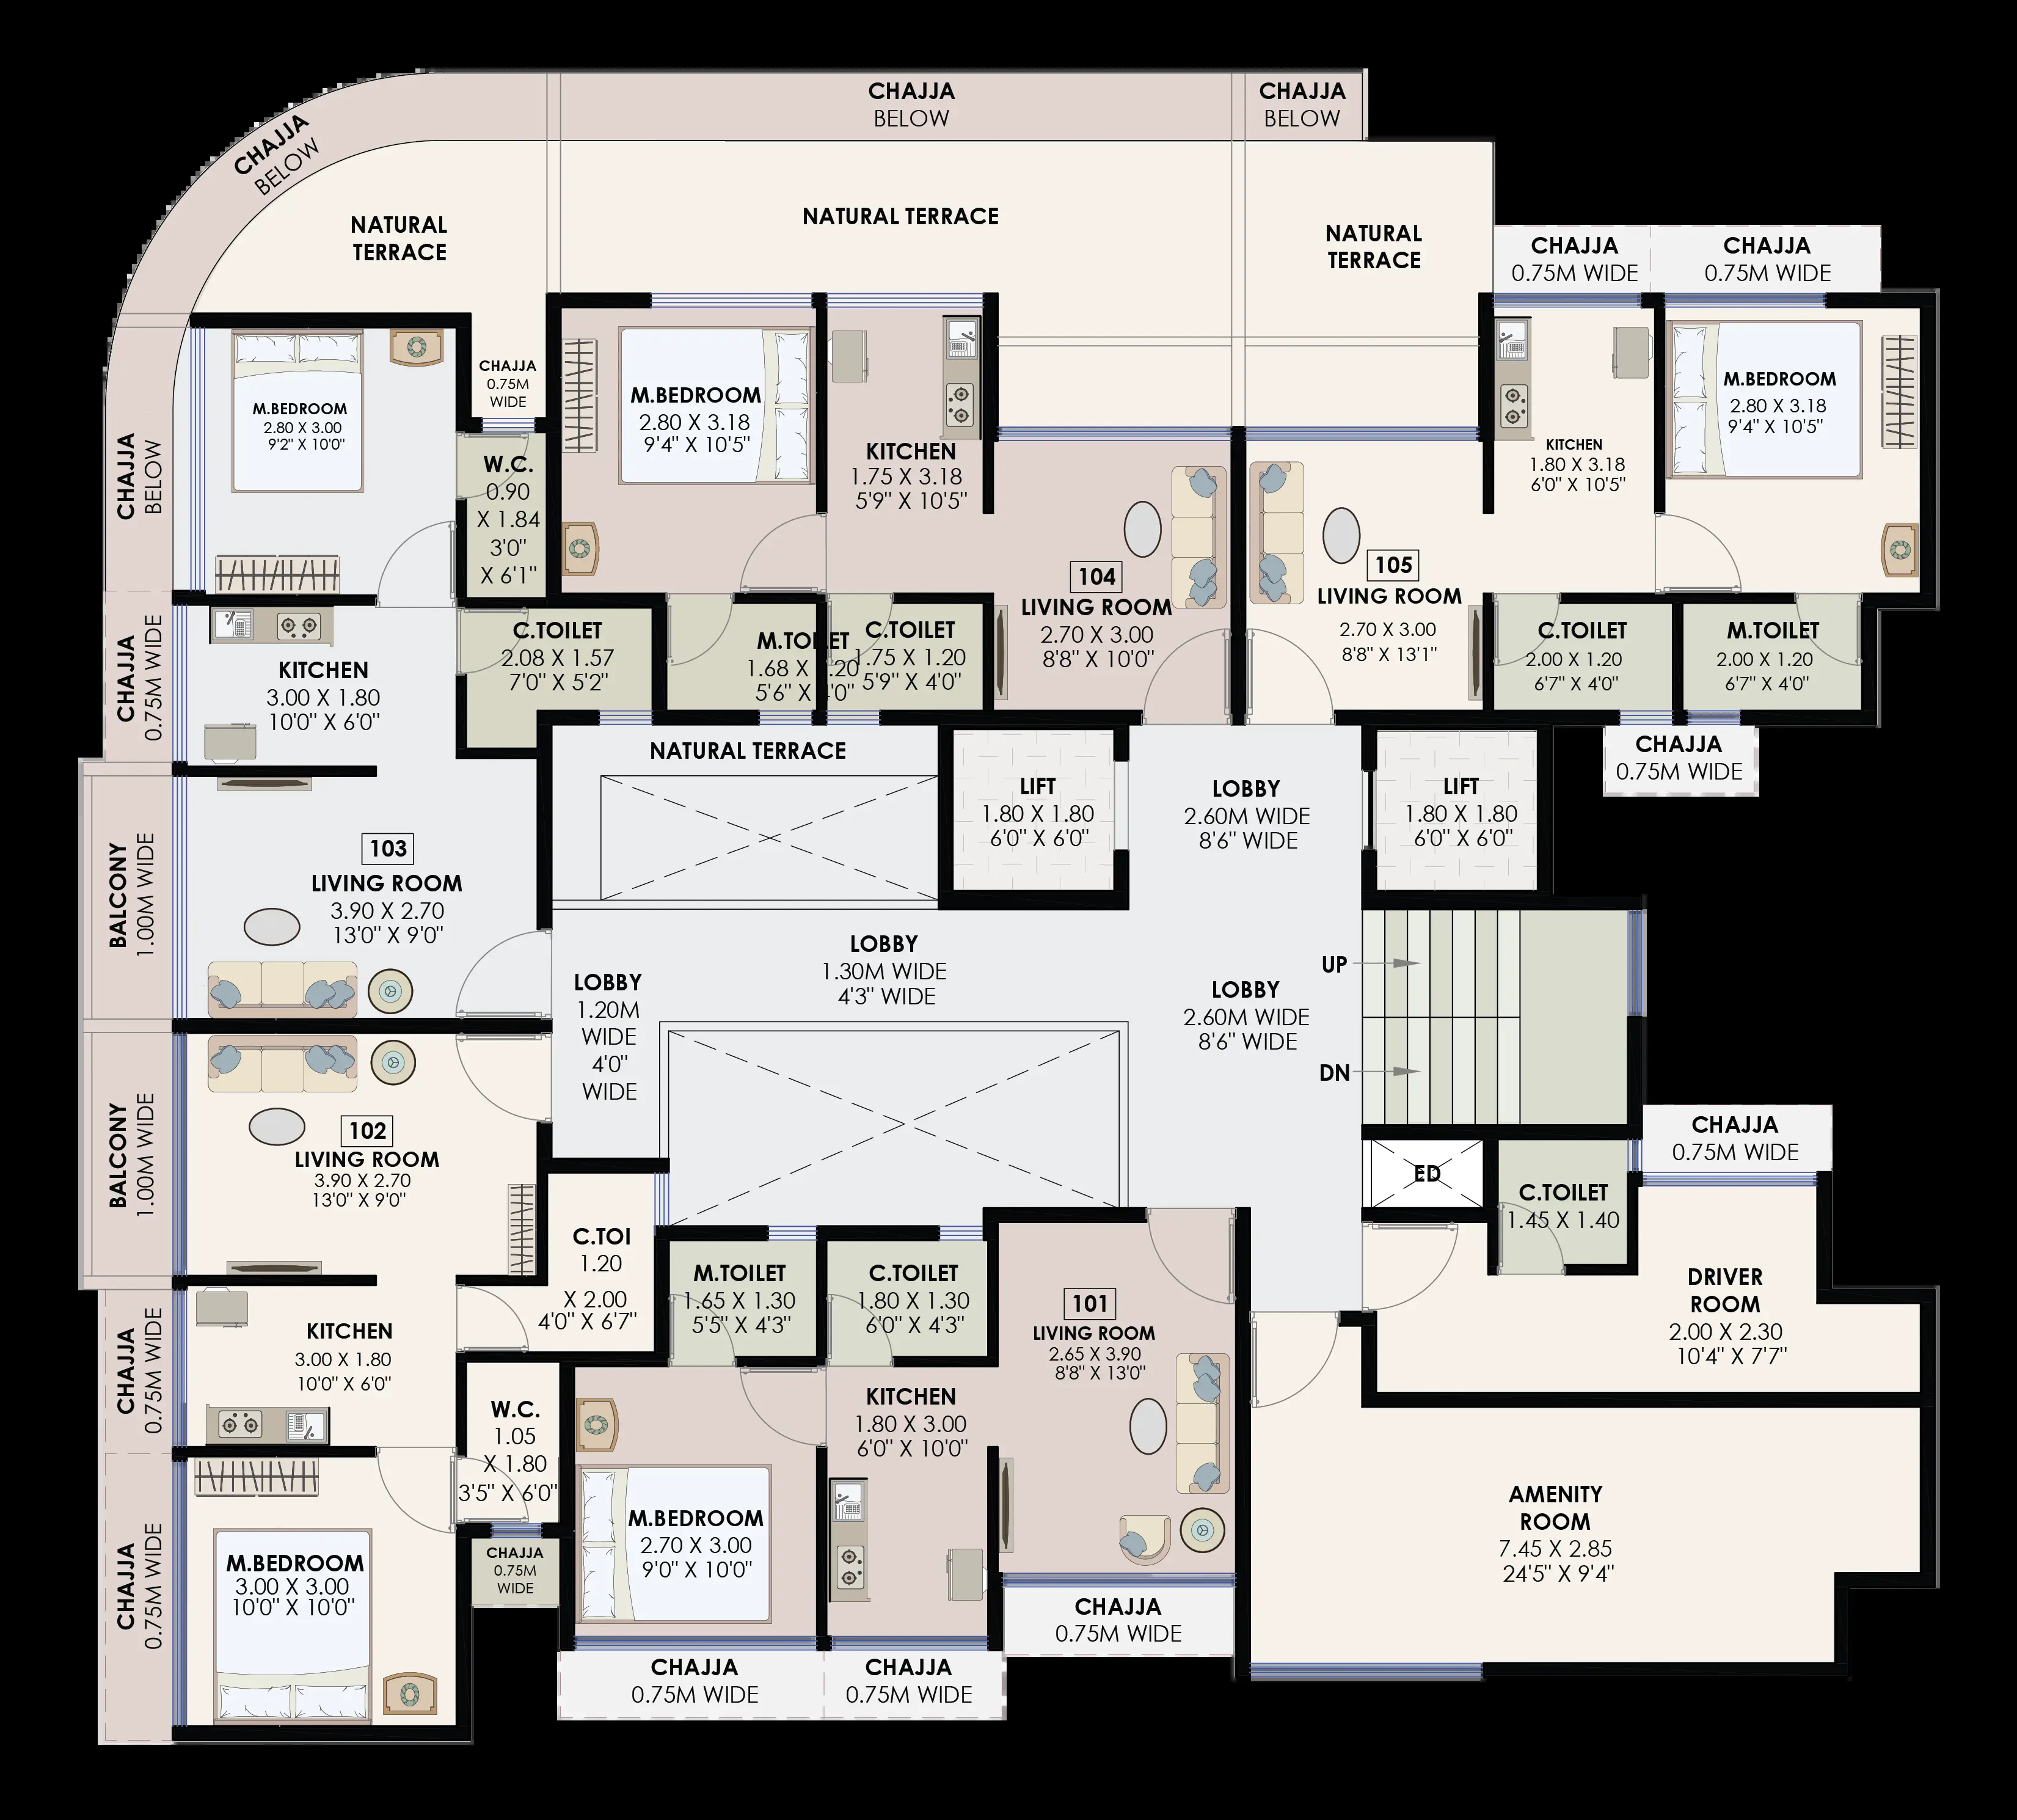 CHAJJA
BELOW
CHAJJA
BELOW
CHAJJA
BELOW
NATURAL
TERRACE
NATURAL TERRACE
NATURAL
TERRACE
CHAJJA
0.75M WIDE
CHAJJA
0.75M WIDE
CHAJJA
BELOW
M.BEDROOM
2.80 X 3.00
9'2" X 10'0"
CHAJJA
0.75M
WIDE
W.C.
0.90
X 1.84
3'0"
X 6'1"
M.BEDROOM
2.80 X 3.18
9'4" X 10'5"
KITCHEN
1.75 X 3.18
5'9" X 10'5"
104
LIVING ROOM
2.70 X 3.00
8'8" X 10'0"
105
LIVING ROOM
2.70 X 3.00
8'8" X 13'1"
KITCHEN
1.80 X 3.18
6'0" X 10'5"
M.BEDROOM
2.80 X 3.18
9'4" X 10'5"
CHAJJA
0.75M WIDE
KITCHEN
3.00 X 1.80
10'0" X 6'0"
C.TOILET
2.08 X 1.57
7'0" X 5'2"
M.TOILET
1.68 X 1.20
5'6" X 4'0"
C.TOILET
1.75 X 1.20
5'9" X 4'0"
C.TOILET
2.00 X 1.20
6'7" X 4'0"
M.TOILET
2.00 X 1.20
6'7" X 4'0"
CHAJJA
0.75M WIDE
NATURAL TERRACE
LIFT
1.80 X 1.80
6'0" X 6'0"
LOBBY
2.60M WIDE
8'6" WIDE
LIFT
1.80 X 1.80
6'0" X 6'0"
BALCONY
1.00M WIDE
103
LIVING ROOM
3.90 X 2.70
13'0" X 9'0"
LOBBY
1.20M
WIDE
4'0"
WIDE
LOBBY
1.30M WIDE
4'3" WIDE
LOBBY
2.60M WIDE
8'6" WIDE
UP
DN
BALCONY
1.00M WIDE
102
LIVING ROOM
3.90 X 2.70
13'0" X 9'0"
CHAJJA
0.75M WIDE
ED
C.TOILET
1.45 X 1.40
DRIVER
ROOM
2.00 X 2.30
10'4" X 7'7"
C.TOI
1.20
X 2.00
4'0" X 6'7"
M.TOILET
1.65 X 1.30
5'5" X 4'3"
C.TOILET
1.80 X 1.30
6'0" X 4'3"
101
LIVING ROOM
2.65 X 3.90
8'8" X 13'0"
CHAJJA
0.75M WIDE
KITCHEN
3.00 X 1.80
10'0" X 6'0"
W.C.
1.05
X 1.80
3'5" X 6'0"
KITCHEN
1.80 X 3.00
6'0" X 10'0"
CHAJJA
0.75M WIDE
M.BEDROOM
3.00 X 3.00
10'0" X 10'0"
CHAJJA
0.75M
WIDE
M.BEDROOM
2.70 X 3.00
9'0" X 10'0"
AMENITY
ROOM
7.45 X 2.85
24'5" X 9'4"
CHAJJA
0.75M WIDE
CHAJJA
0.75M WIDE
CHAJJA
0.75M WIDE